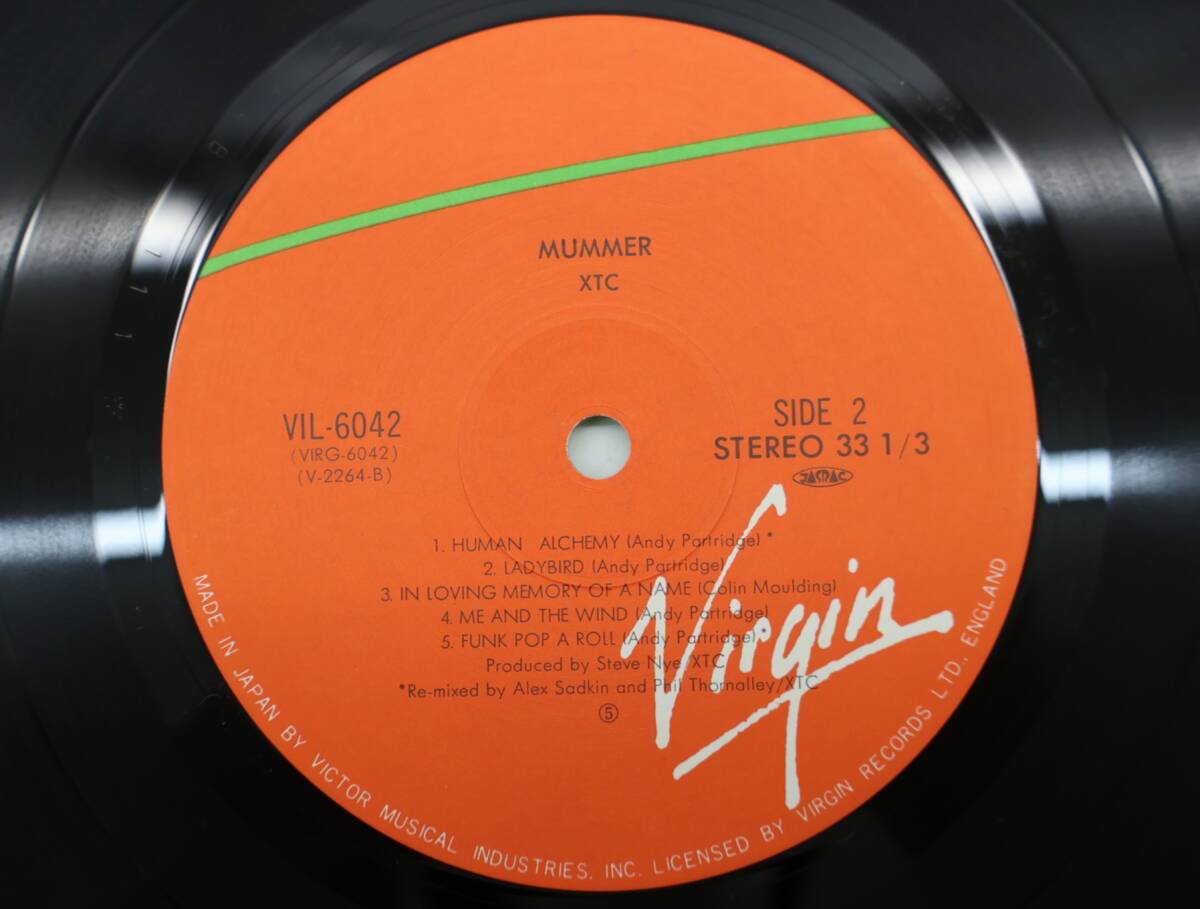 MUMMER
XTC
VIL-6042
(VIRG-6042)
(V-2264-B)
SIDE 2
STEREO 33 1/3
JASRAC
1. HUMAN ALCHEMY (Andy Partridge) *
2. LADYBIRD (Andy Partridge)
3. IN LOVING MEMORY OF A NAME (Colin Moulding)
4. ME AND THE WIND (Andy Partridge)
5. FUNK POP A ROLL (Andy Partridge) *
Produced by Steve Nye/XTC
*Re-mixed by Alex Sadkin and Phil Thornalley/XTC
⑤
Virgin
MADE IN JAPAN BY VICTOR MUSICAL INDUSTRIES, INC. LICENSED BY VIRGIN RECORDS LTD., ENGLAND